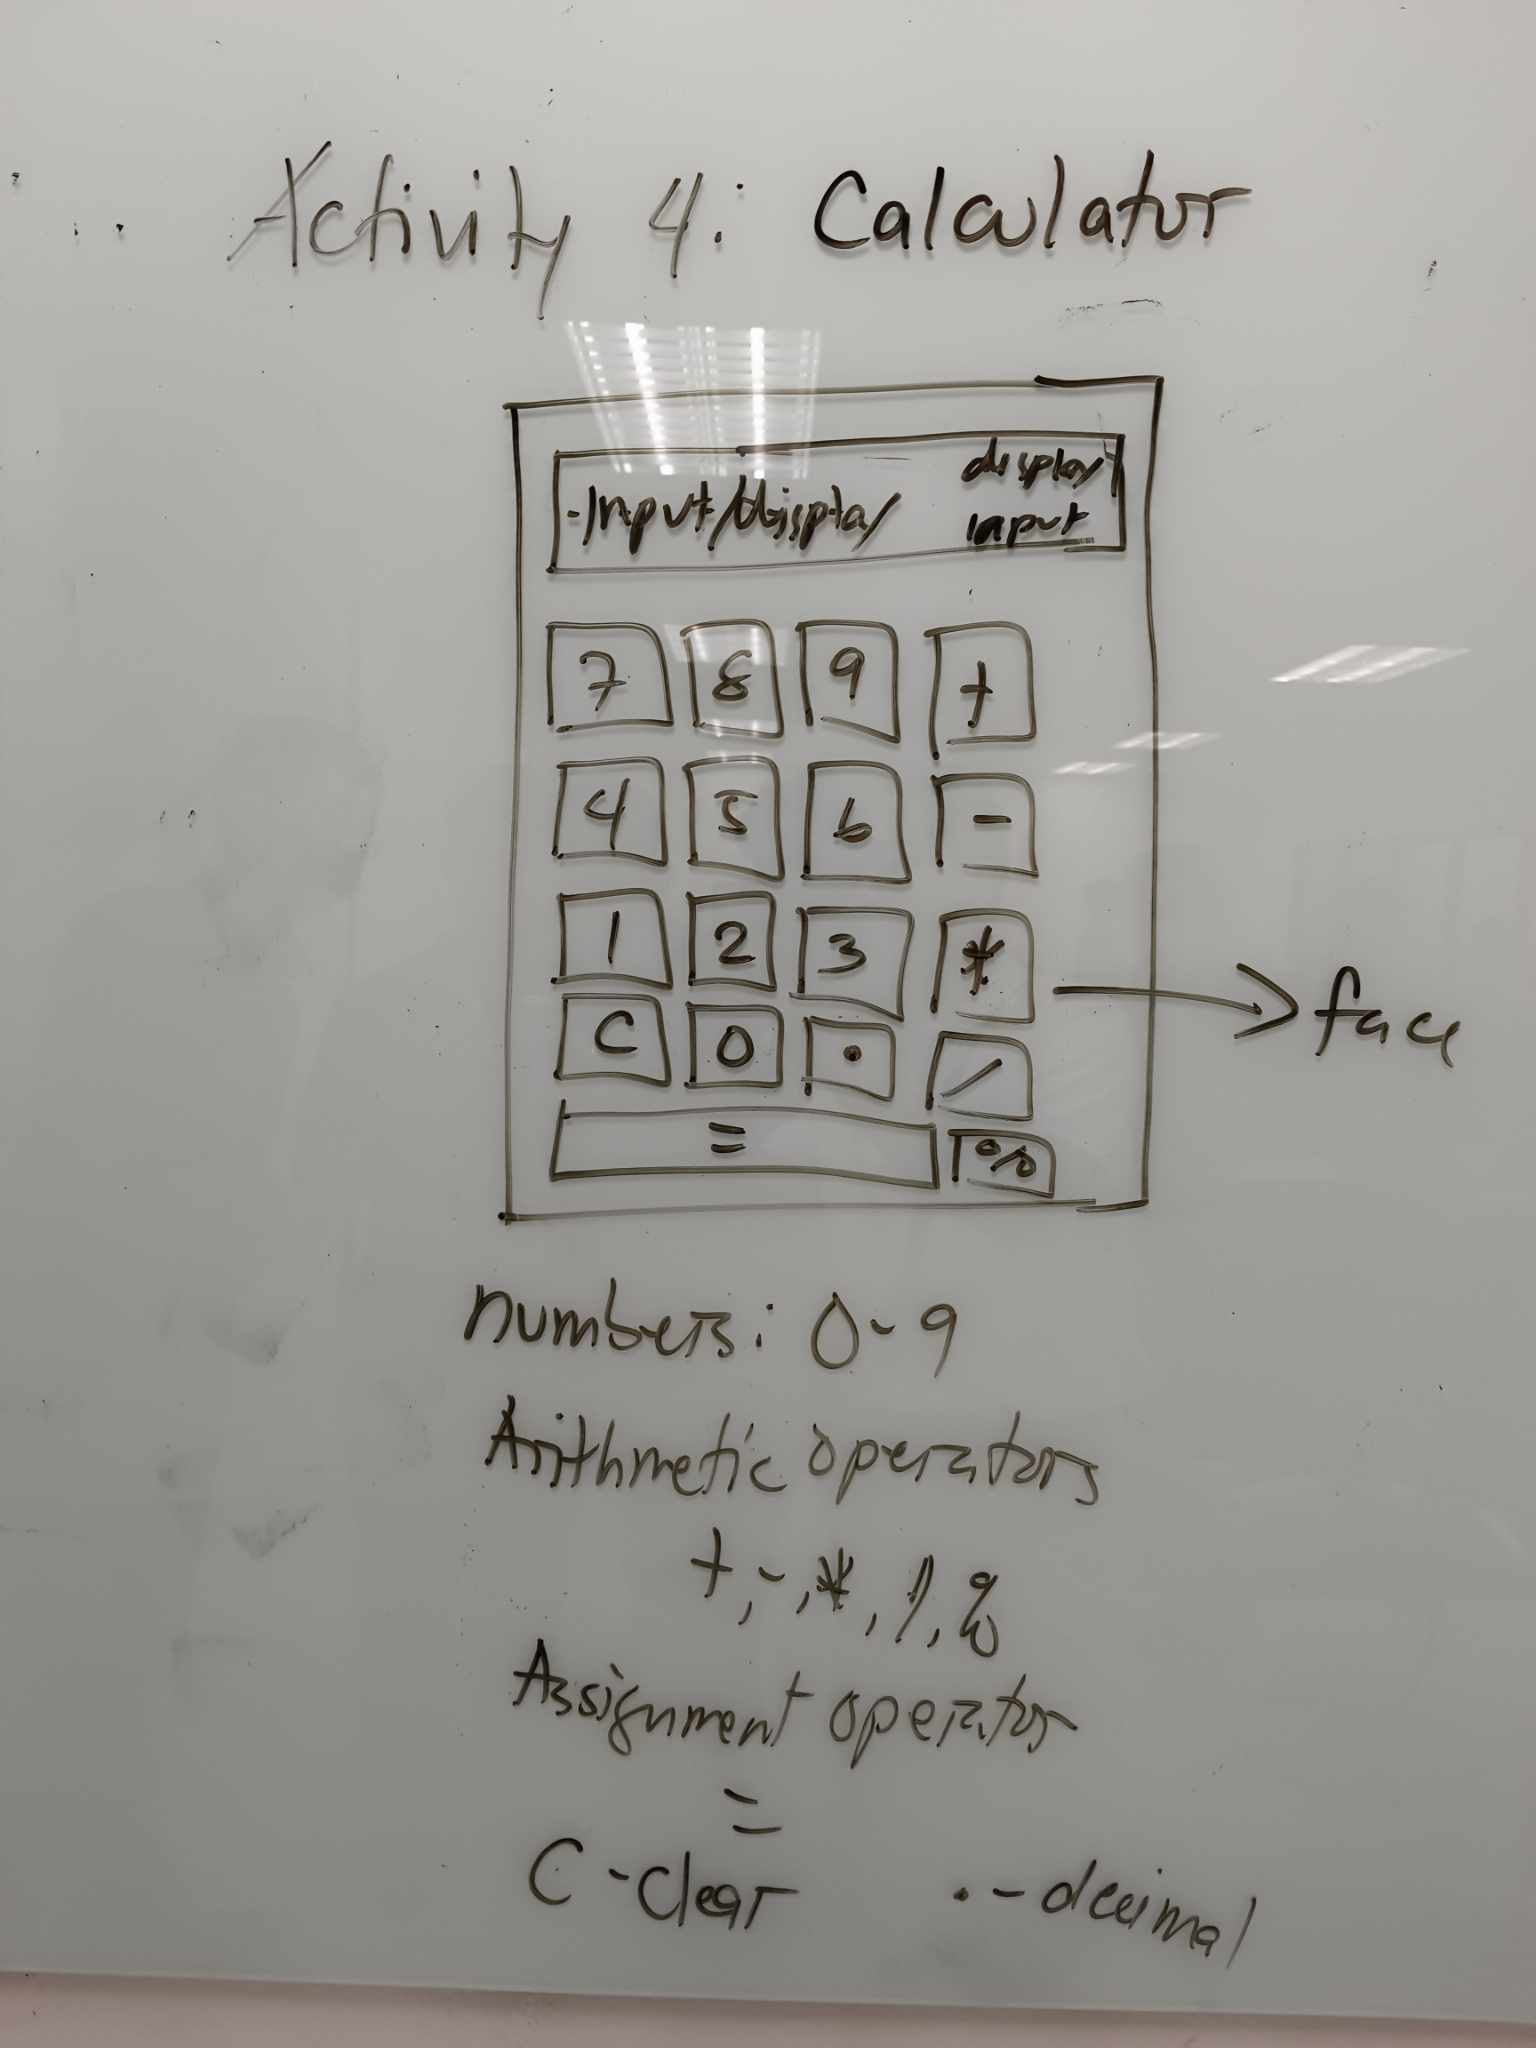 Activity 4: Calculator
-Input/display
display
input
7 8 9 +
4 5 6 -
1 2 3 *
C 0 . /
= %
face
numbers: 0-9
Arithmetic operators
+, -, *, /, %
Assignment operator
=
C - Clear . - decimal